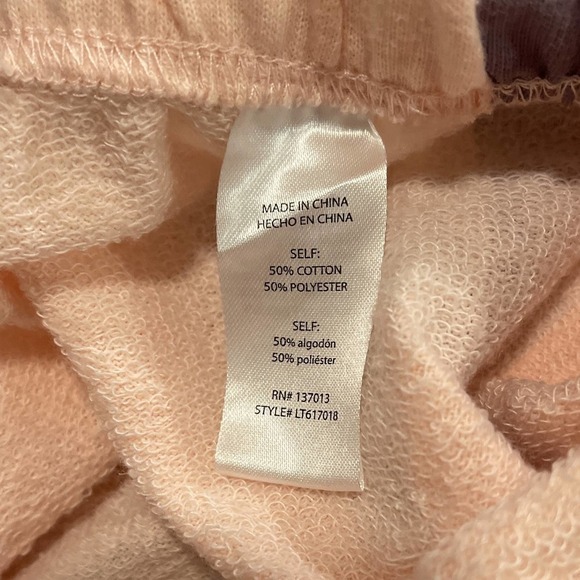 MADE IN CHINA
HECHO EN CHINA
SELF:
50% COTTON
50% POLYESTER
SELF:
50% algodón
50% poliéster
RN# 137013
STYLE# LT617018